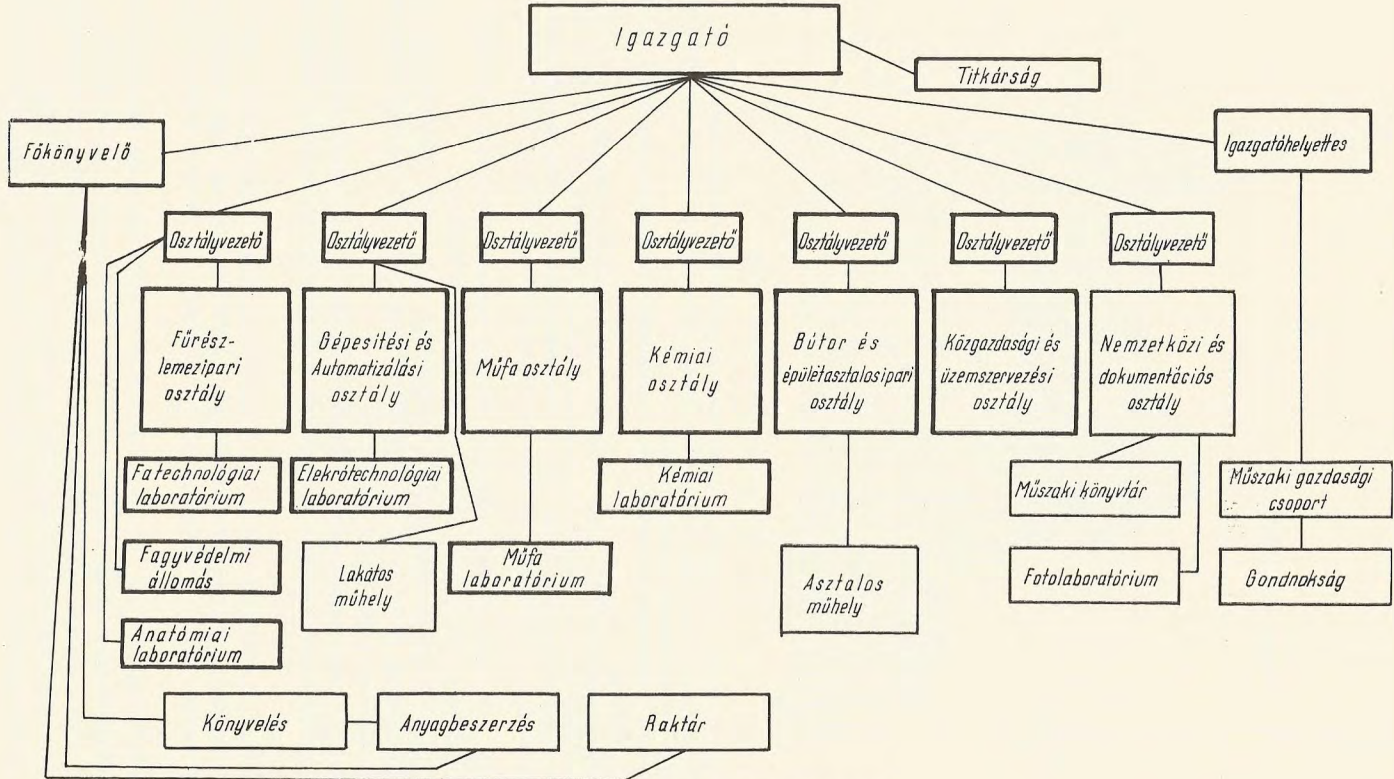 Igazgató
Titkárság
Főkönyvelő
Igazgatóhelyettes
Osztályvezető
Osztályvezető
Osztályvezető
Osztályvezető
Osztályvezető
Osztályvezető
Osztályvezető
Fűrész-
lemezipari
osztály
Gépesítési és
Automatizálási
osztály
Műfa osztály
Kémiai
osztály
Bútor és
épületasztalosipari
osztály
Közgazdasági és
üzemszervezési
osztály
Nemzetközi és
dokumentációs
osztály
Fatechnológiai
laboratórium
Elekrótechnológiai
laboratórium
Kémiai
laboratórium
Műszaki könyvtár
Műszaki gazdasági
csoport
Fagyvédelmi
állomás
Lakatos
műhely
Műfa
laboratórium
Asztalos
műhely
Fotolaboratórium
Gondnokság
Anatómiai
laboratórium
Könyvelés
Anyagbeszerzés
Raktár